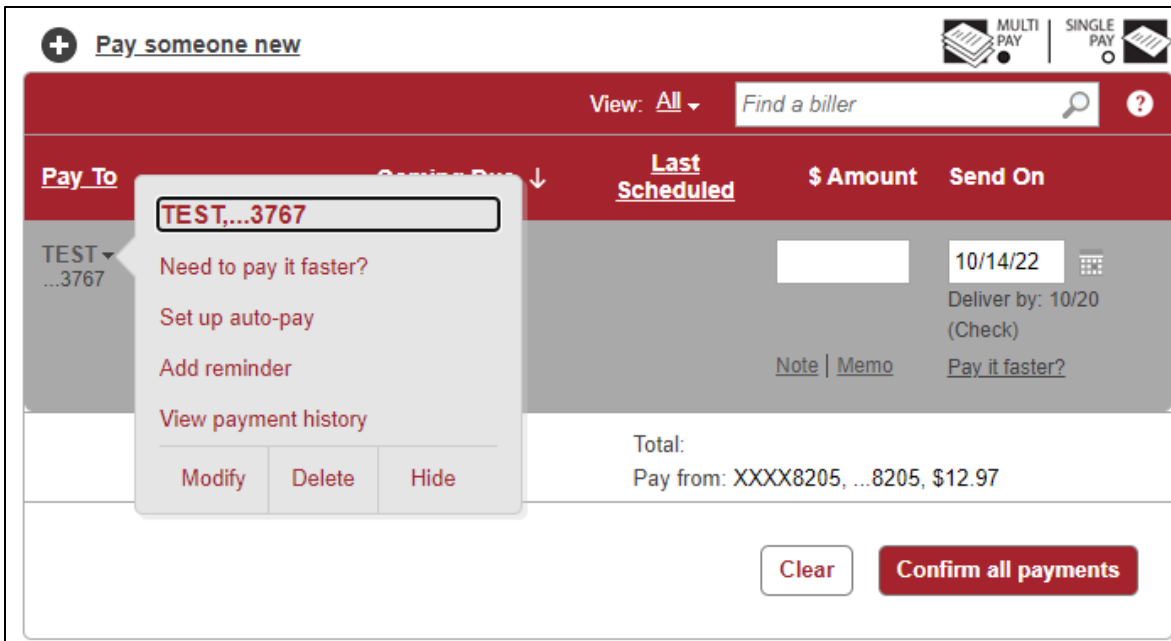 Pay someone new
MULTI
PAY
SINGLE
PAY
View: All
Find a biller
?
Pay To
Coming Due
Last
Scheduled
$ Amount
Send On
TEST
...3767
TEST,...3767
Need to pay it faster?
Set up auto-pay
Add reminder
View payment history
Modify Delete Hide
10/14/22
Deliver by: 10/20
(Check)
Note | Memo
Pay it faster?
Total:
Pay from: XXXX8205, ...8205, $12.97
Clear
Confirm all payments